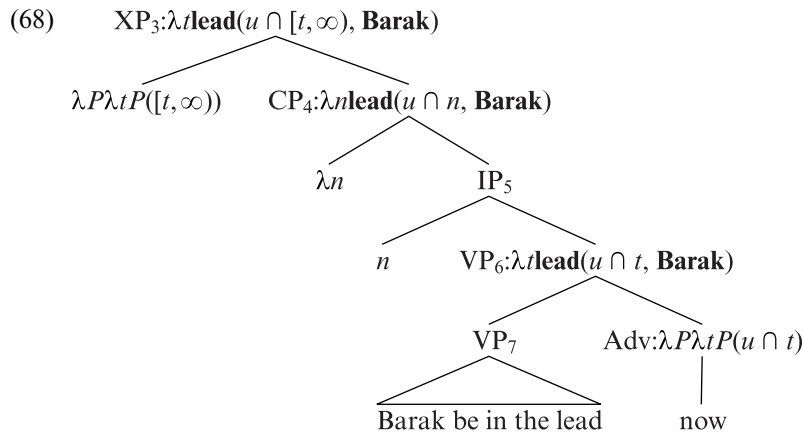 (68) XP₃:λtlead(u ∩ [t, ∞), Barak)
λPλtP([t, ∞)) CP₄:λnlead(u ∩ n, Barak)
λn IP₅
n VP₆:λtlead(u ∩ t, Barak)
VP₇ Adv:λPλtP(u ∩ t)
Barak be in the lead now